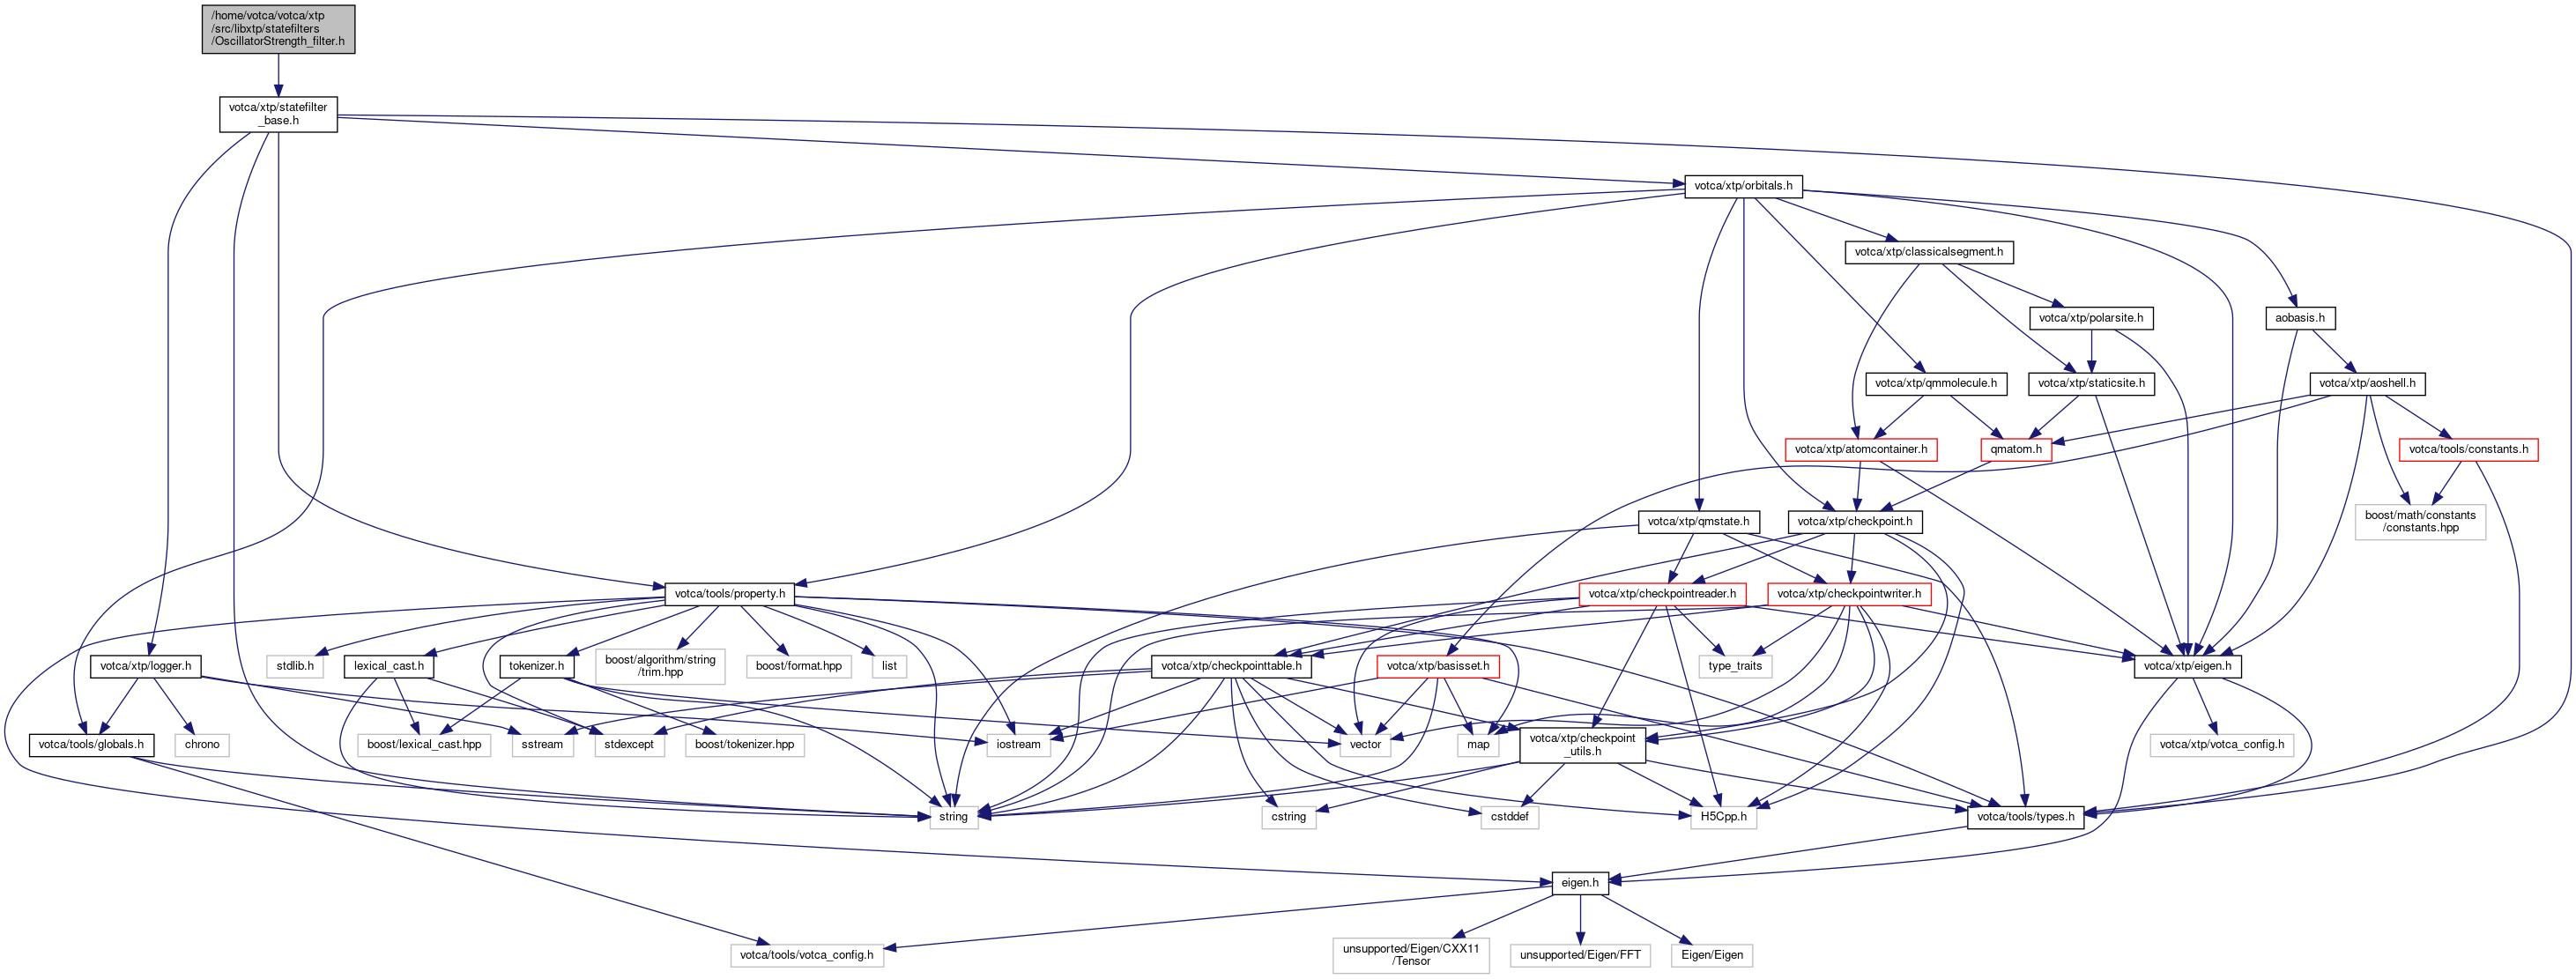 /home/votca/votca/xtp
/src/libxtp/statefilters
/OscillatorStrength_filter.h
votca/xtp/statefilter
_base.h
votca/xtp/orbitals.h
votca/xtp/classicalsegment.h
votca/xtp/polarsite.h
aobasis.h
votca/xtp/qmmolecule.h
votca/xtp/staticsite.h
votca/xtp/aoshell.h
votca/xtp/atomcontainer.h
qmatom.h
votca/tools/constants.h
votca/xtp/qmstate.h
votca/xtp/checkpoint.h
boost/math/constants
/constants.hpp
votca/tools/property.h
votca/xtp/checkpointreader.h
votca/xtp/checkpointwriter.h
votca/xtp/logger.h
stdlib.h
lexical_cast.h
tokenizer.h
boost/algorithm/string
/trim.hpp
boost/format.hpp
list
votca/xtp/checkpointtable.h
votca/xtp/basisset.h
type_traits
votca/xtp/eigen.h
votca/tools/globals.h
chrono
boost/lexical_cast.hpp
sstream
stdexcept
boost/tokenizer.hpp
iostream
vector
map
votca/xtp/checkpoint
_utils.h
votca/xtp/votca_config.h
string
cstring
cstddef
H5Cpp.h
votca/tools/types.h
eigen.h
votca/tools/votca_config.h
unsupported/Eigen/CXX11
/Tensor
unsupported/Eigen/FFT
Eigen/Eigen